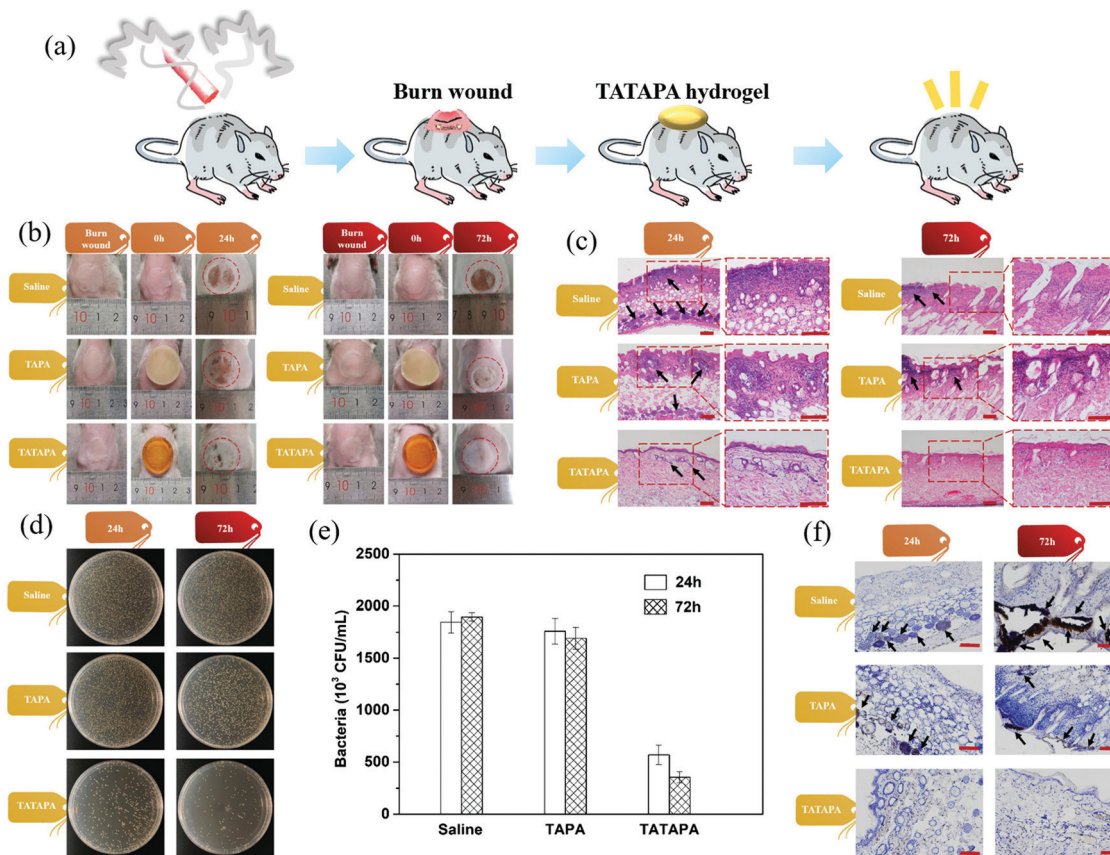 (a)
Burn wound
TATAPA hydrogel
(b)
Burn
wound
0h
24h
Burn
wound
0h
72h
Saline
Saline
TAPA
TAPA
TATAPA
TATAPA
(c)
24h
72h
Saline
Saline
TAPA
TAPA
TATAPA
TATAPA
(d)
24h
72h
Saline
TAPA
TATAPA
(e)
2500
2000
1500
1000
500
0
Bacteria (10³ CFU/mL)
24h
72h
Saline
TAPA
TATAPA
(f)
24h
72h
Saline
TAPA
TATAPA